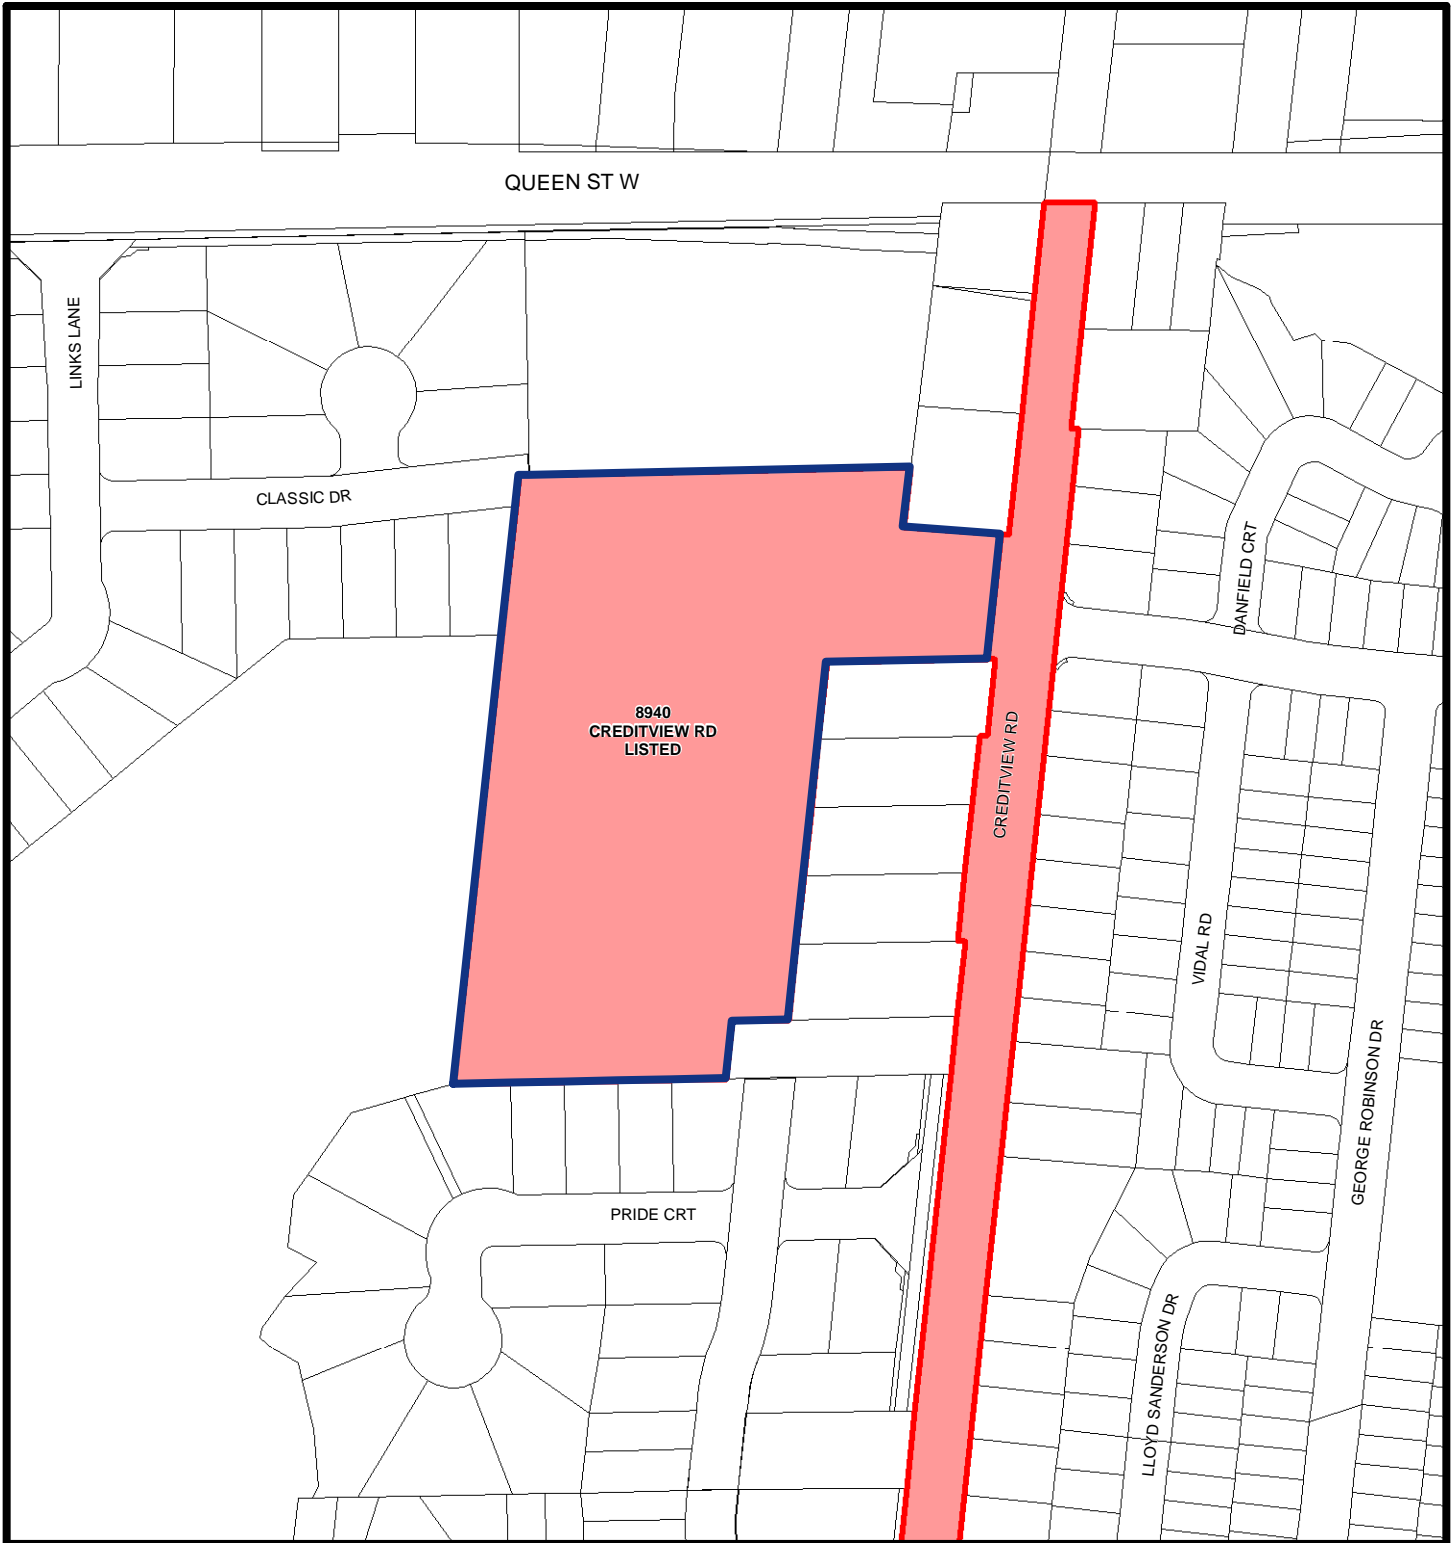 QUEEN ST W
LINKS LANE
CLASSIC DR
DANFIELD CRT
8940
CREDITVIEW RD
LISTED
CREDITVIEW RD
VIDAL RD
GEORGE ROBINSON DR
PRIDE CRT
LLOYD SANDERSON DR